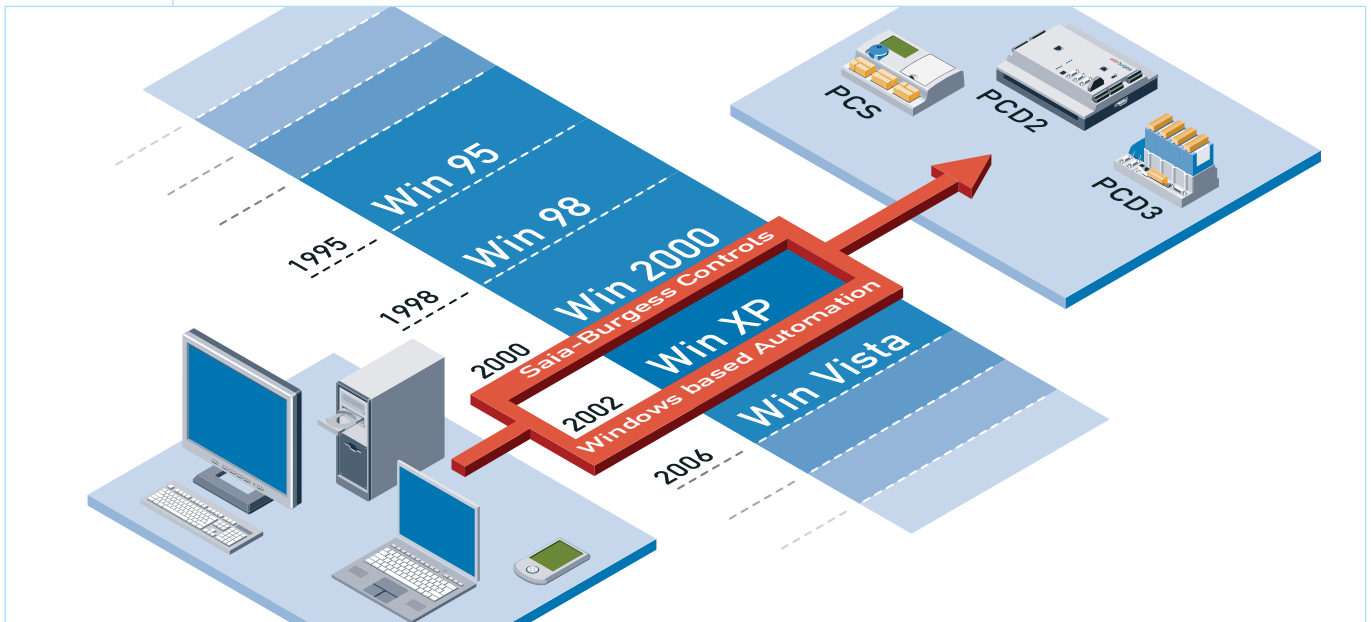 PCS
PCD2
PCD3
Win 95
Win 98
Win 2000
Win XP
Win Vista
1995
1998
2000
2002
2006
Saia-Burgess Controls
Windows based Automation